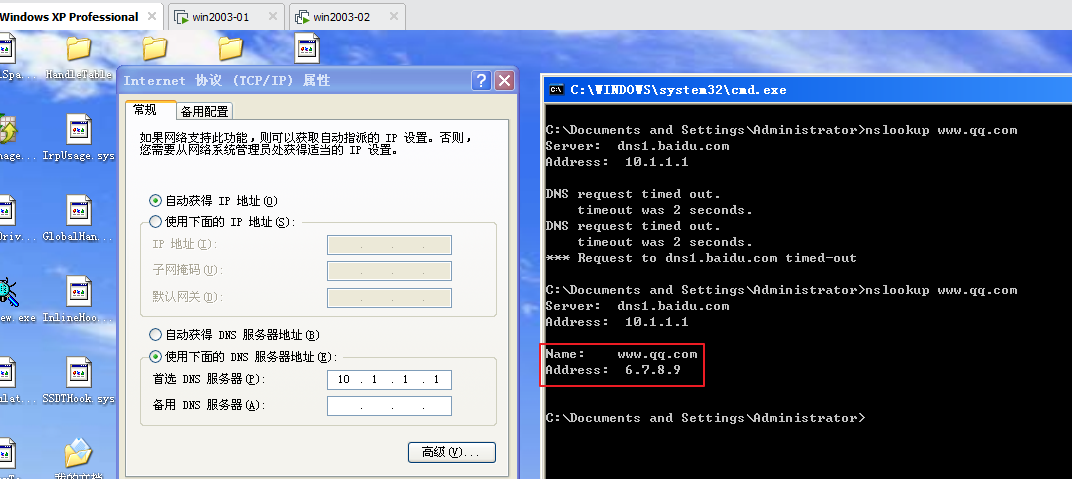 Windows XP Professional
win2003-01
win2003-02
HandleTable
Internet 协议 (TCP/IP) 属性
常规
备用配置
如果网络支持此功能，则可以获取自动指派的 IP 设置。否则，
您需要从网络系统管理员处获得适当的 IP 设置。
自动获得 IP 地址(O)
使用下面的 IP 地址(S):
IP 地址(I):
子网掩码(U):
默认网关(D):
自动获得 DNS 服务器地址(B)
使用下面的 DNS 服务器地址(E):
首选 DNS 服务器(P):
10 . 1 . 1 . 1
备用 DNS 服务器(A):
高级(V)...
IrpUsage.sys
GlobalHan...
InlineHoo...
SSDTHook.sys
我的文档
C:\WINDOWS\system32\cmd.exe
C:\Documents and Settings\Administrator>nslookup www.qq.com
Server:  dns1.baidu.com
Address:  10.1.1.1
DNS request timed out.
    timeout was 2 seconds.
DNS request timed out.
    timeout was 2 seconds.
*** Request to dns1.baidu.com timed-out
C:\Documents and Settings\Administrator>nslookup www.qq.com
Server:  dns1.baidu.com
Address:  10.1.1.1
Name:    www.qq.com
Address:  6.7.8.9
C:\Documents and Settings\Administrator>